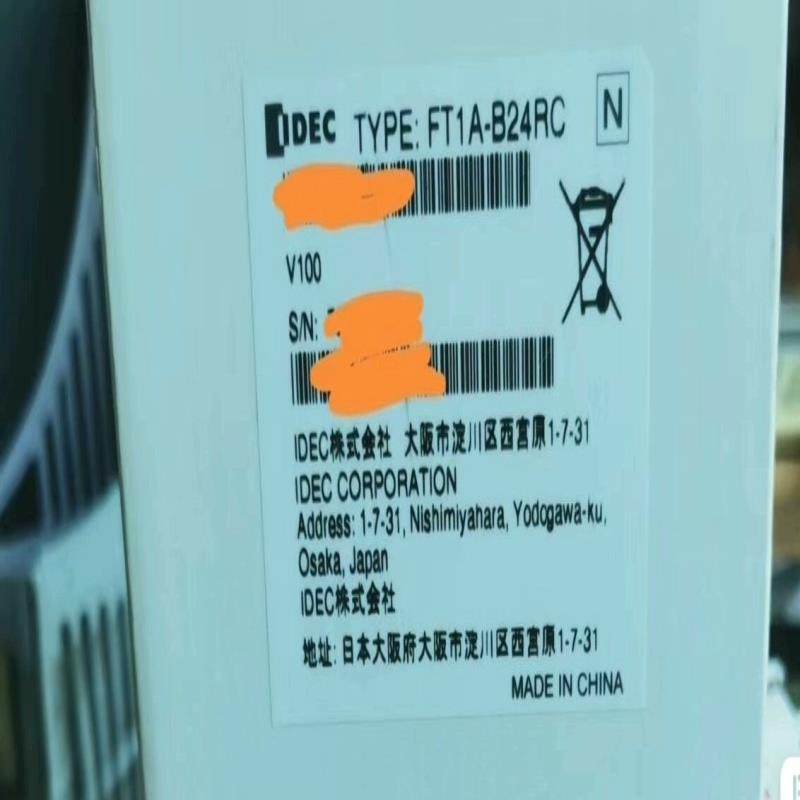 IDEC TYPE: FT1A-B24RC N
V100
S/N:
IDEC株式会社 大阪市淀川区西宮原1-7-31
IDEC CORPORATION
Address: 1-7-31, Nishimiyahara, Yodogawa-ku,
Osaka, Japan
IDEC株式会社
地址: 日本大阪府大阪市淀川区西宮原1-7-31
MADE IN CHINA